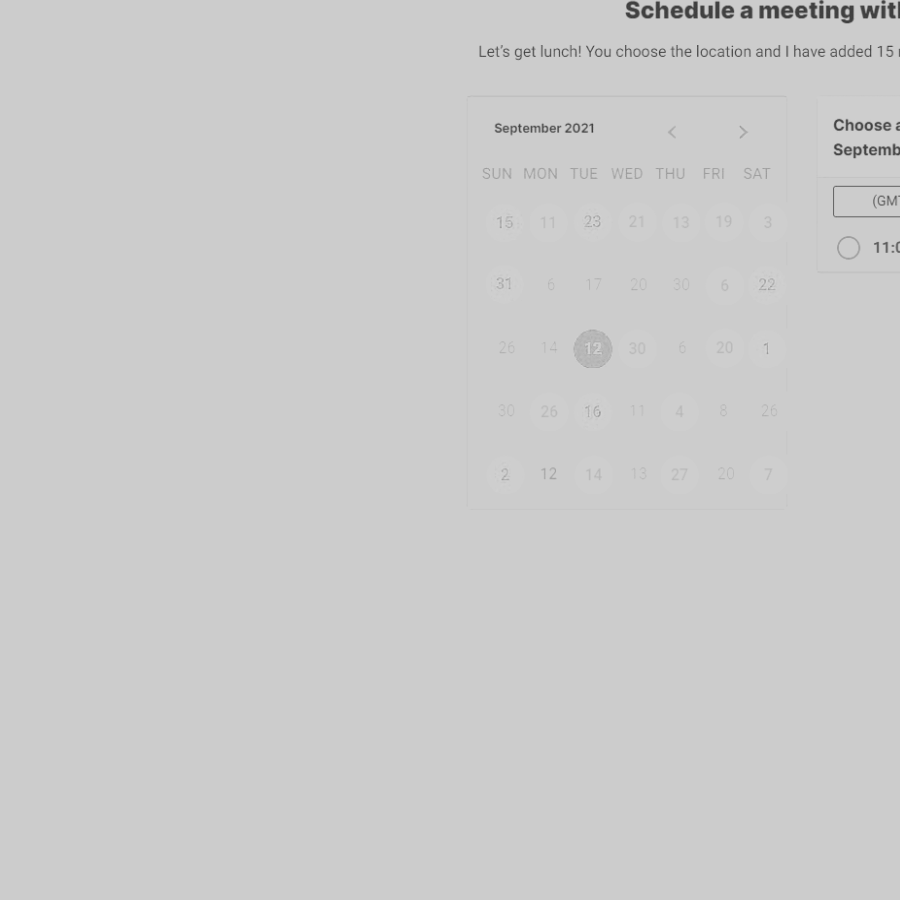 Schedule a meeting wit
Let's get lunch! You choose the location and I have added 15
September 2021
SUN MON TUE WED THU FRI SAT
15 11 23 21 13 19 3
31 6 17 20 30 6 22
26 14 12 30 6 20 1
30 26 16 11 4 8 26
2 12 14 13 27 20 7
Choose a
Septemb
(GMT
11:0